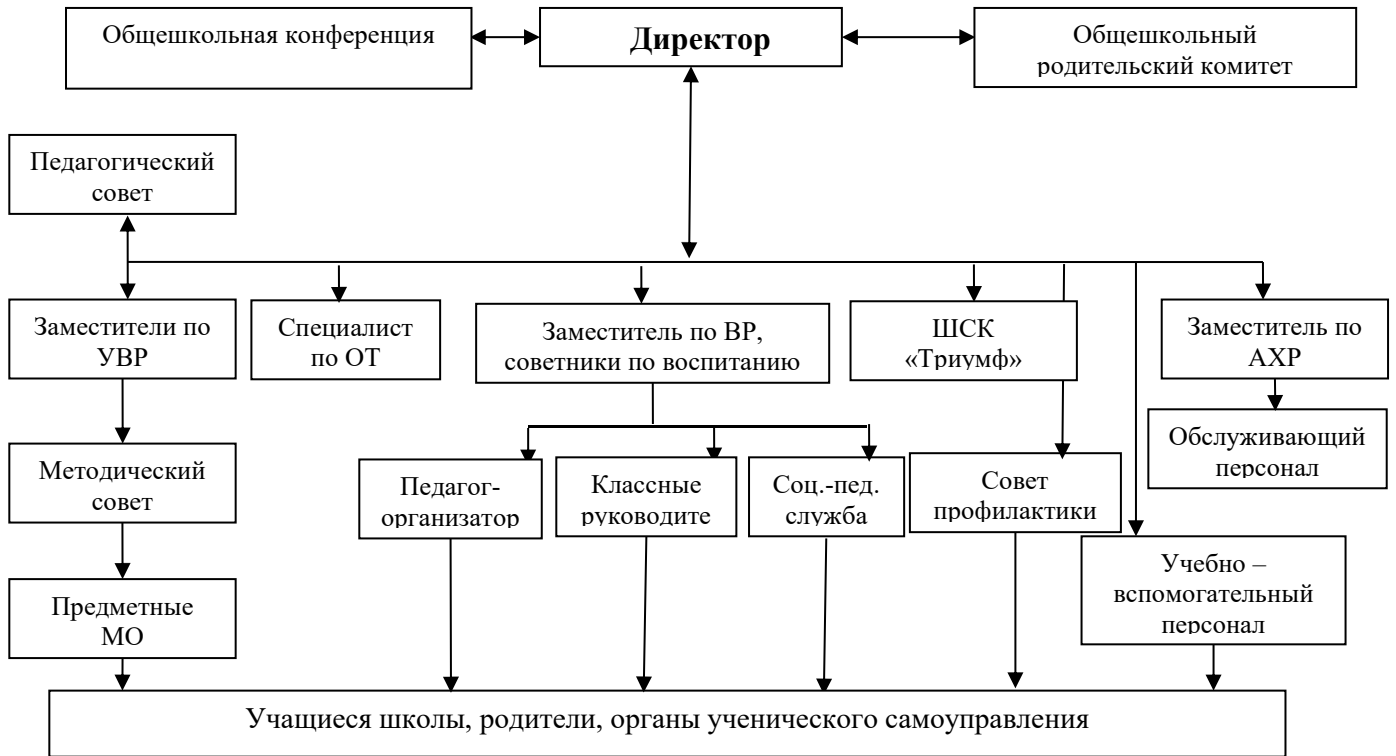 Общешкольная конференция
Директор
Общешкольный
родительский комитет
Педагогический
совет
Заместители по
УВР
Специалист
по ОТ
Заместитель по ВР,
советники по воспитанию
ШСК
«Триумф»
Заместитель по
АХР
Обслуживающий
персонал
Методический
совет
Педагог-
организатор
Классные
руководите
Соц.-пед.
служба
Совет
профилактики
Учебно –
вспомогательный
персонал
Предметные
МО
Учащиеся школы, родители, органы ученического самоуправления